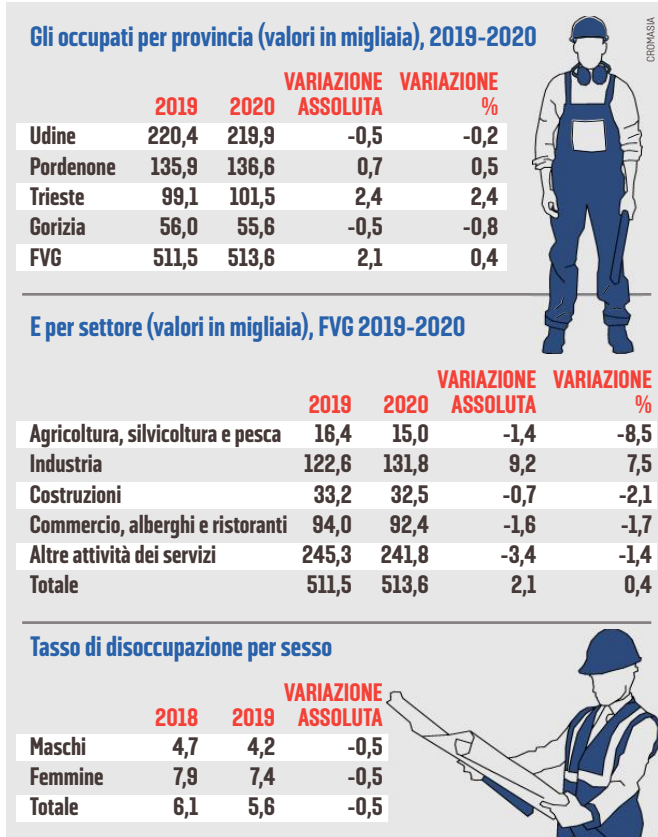 Gli occupati per provincia (valori in migliaia), 2019-2020
CROMASIA
VARIAZIONE VARIAZIONE
2019 2020 ASSOLUTA %
Udine 220,4 219,9 -0,5 -0,2
Pordenone 135,9 136,6 0,7 0,5
Trieste 99,1 101,5 2,4 2,4
Gorizia 56,0 55,6 -0,5 -0,8
FVG 511,5 513,6 2,1 0,4
E per settore (valori in migliaia), FVG 2019-2020
VARIAZIONE VARIAZIONE
2019 2020 ASSOLUTA %
Agricoltura, silvicoltura e pesca 16,4 15,0 -1,4 -8,5
Industria 122,6 131,8 9,2 7,5
Costruzioni 33,2 32,5 -0,7 -2,1
Commercio, alberghi e ristoranti 94,0 92,4 -1,6 -1,7
Altre attività dei servizi 245,3 241,8 -3,4 -1,4
Totale 511,5 513,6 2,1 0,4
Tasso di disoccupazione per sesso
VARIAZIONE
2018 2019 ASSOLUTA
Maschi 4,7 4,2 -0,5
Femmine 7,9 7,4 -0,5
Totale 6,1 5,6 -0,5